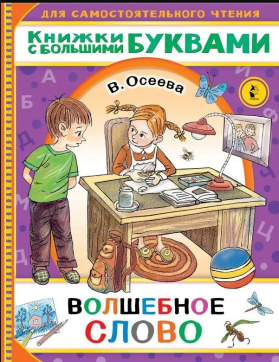 ДЛЯ САМОСТОЯТЕЛЬНОГО ЧТЕНИЯ
Книжки
с большими
БУКВАМИ
В. Осеева
ВОЛШЕБНОЕ
СЛОВО